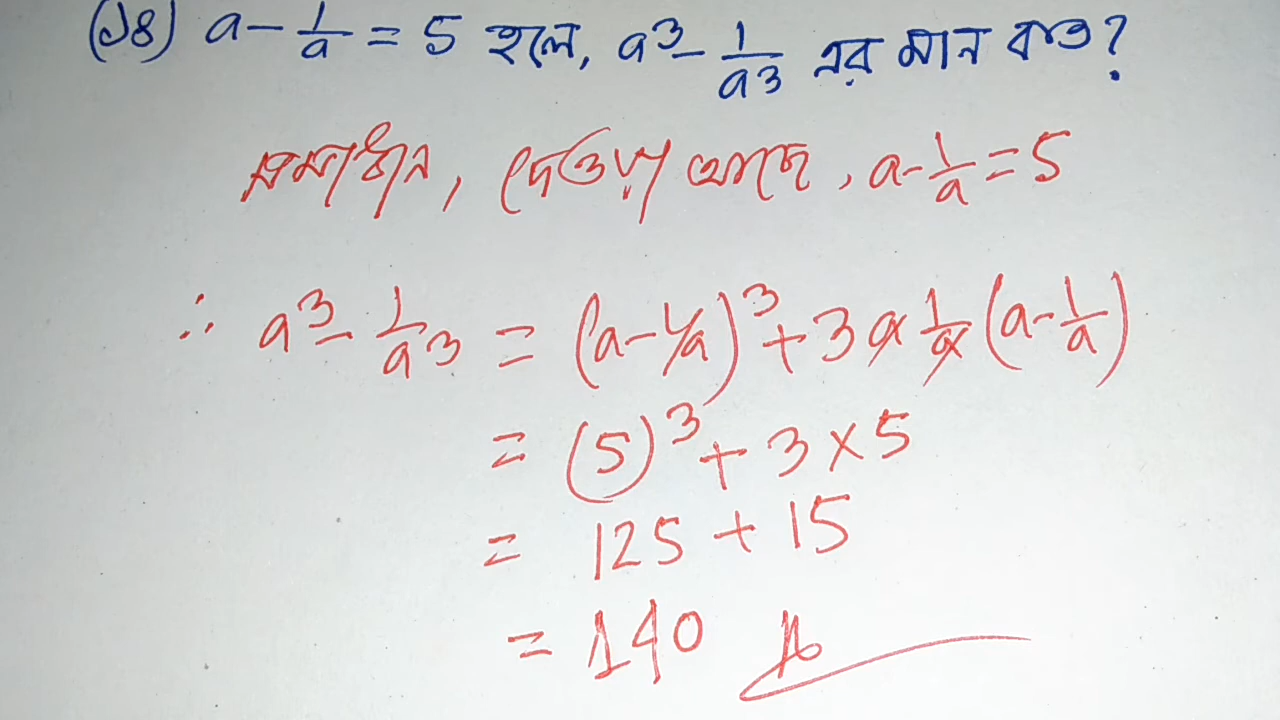 (১৪) a - 1/a = 5 হলে, a³ - 1/a³ এর মান কত?
সমাধান, দেওয়া আছে, a - 1/a = 5
∴ a³ - 1/a³ = (a - 1/a)³ + 3 a 1/a (a - 1/a)
= (5)³ + 3 × 5
= 125 + 15
= 140